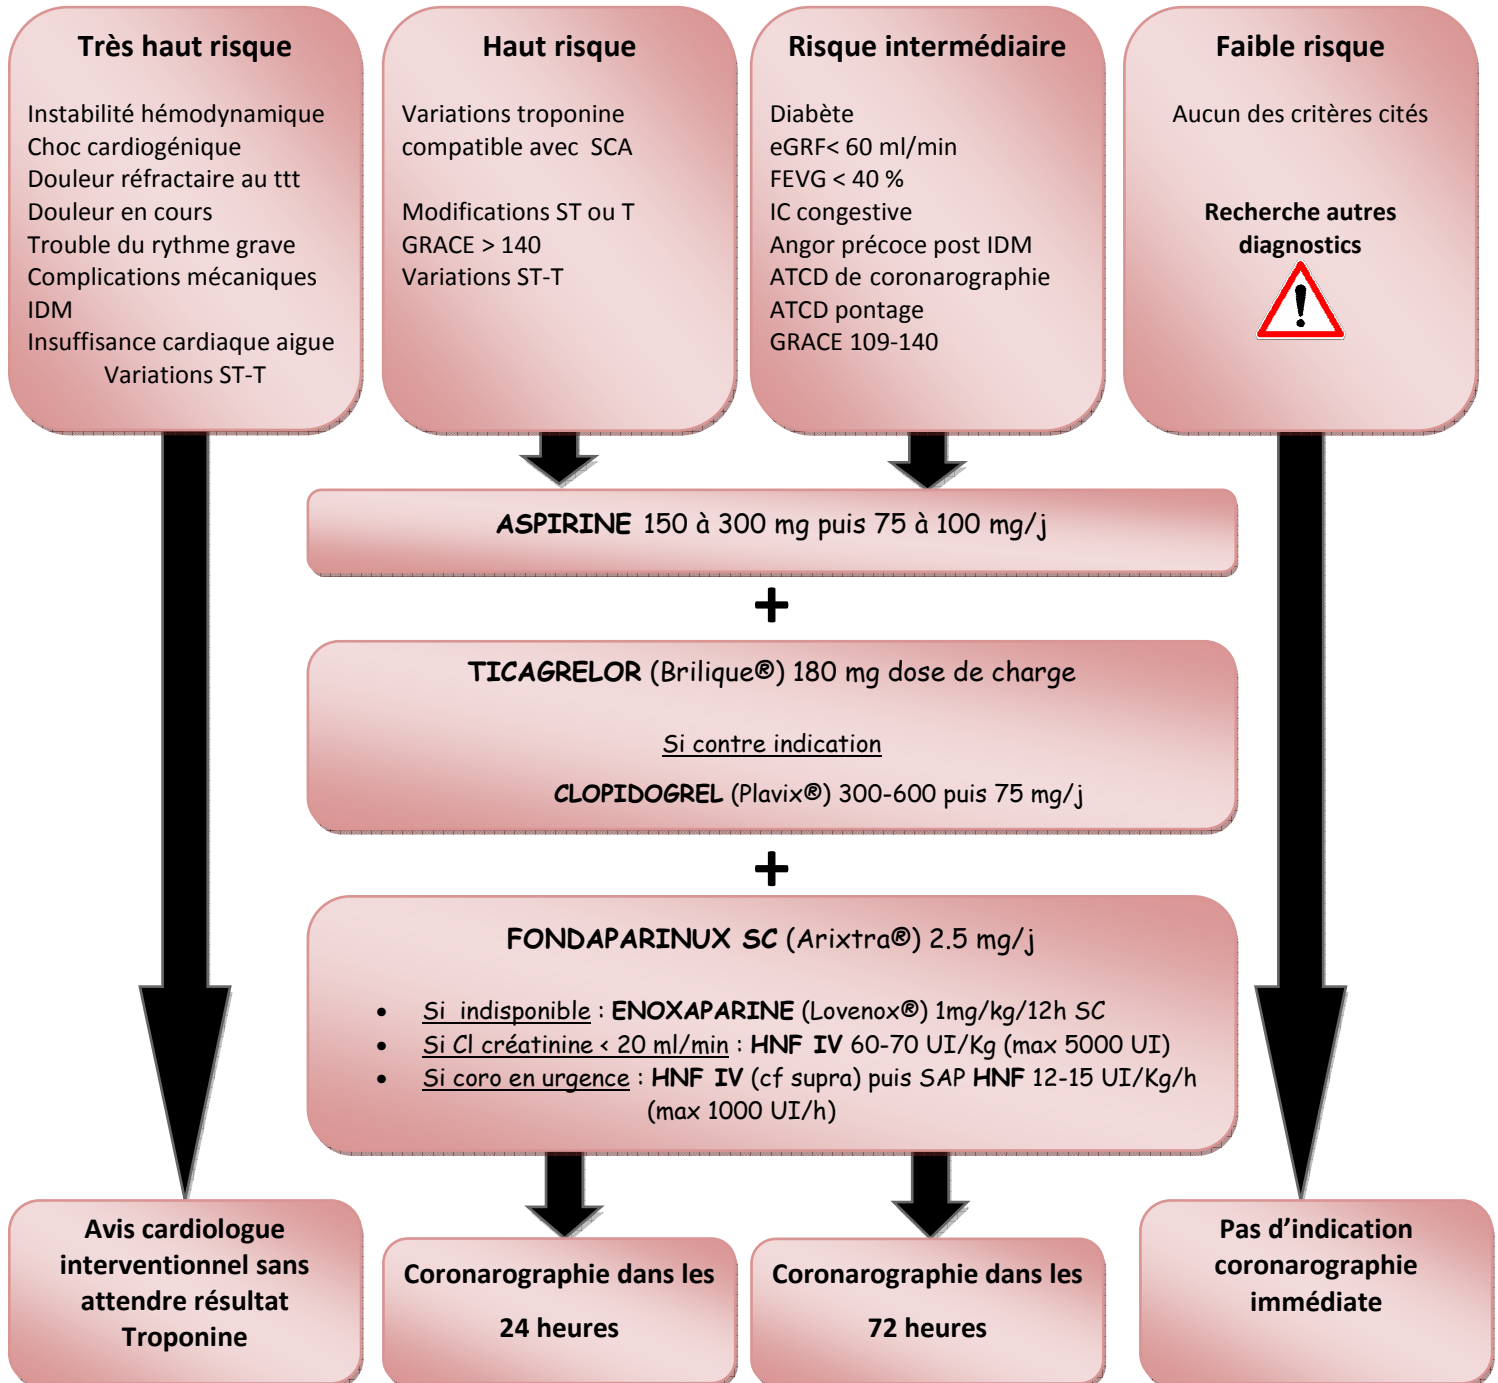 Très haut risque
Instabilité hémodynamique
Choc cardiogénique
Douleur réfractaire au ttt
Douleur en cours
Trouble du rythme grave
Complications mécaniques
IDM
Insuffisance cardiaque aigue
Variations ST-T
Haut risque
Variations troponine
compatible avec SCA
Modifications ST ou T
GRACE > 140
Variations ST-T
Risque intermédiaire
Diabète
eGRF< 60 ml/min
FEVG < 40 %
IC congestive
Angor précoce post IDM
ATCD de coronarographie
ATCD pontage
GRACE 109-140
Faible risque
Aucun des critères cités
Recherche autres
diagnostics
!
ASPIRINE 150 à 300 mg puis 75 à 100 mg/j
+
TICAGRELOR (Brilique®) 180 mg dose de charge
Si contre indication
CLOPIDOGREL (Plavix®) 300-600 puis 75 mg/j
+
FONDAPARINUX SC (Arixtra®) 2.5 mg/j
• Si indisponible : ENOXAPARINE (Lovenox®) 1mg/kg/12h SC
• Si Cl créatinine < 20 ml/min : HNF IV 60-70 UI/Kg (max 5000 UI)
• Si coro en urgence : HNF IV (cf supra) puis SAP HNF 12-15 UI/Kg/h
(max 1000 UI/h)
Avis cardiologue
interventionnel sans
attendre résultat
Troponine
Coronarographie dans les
24 heures
Coronarographie dans les
72 heures
Pas d’indication
coronarographie
immédiate